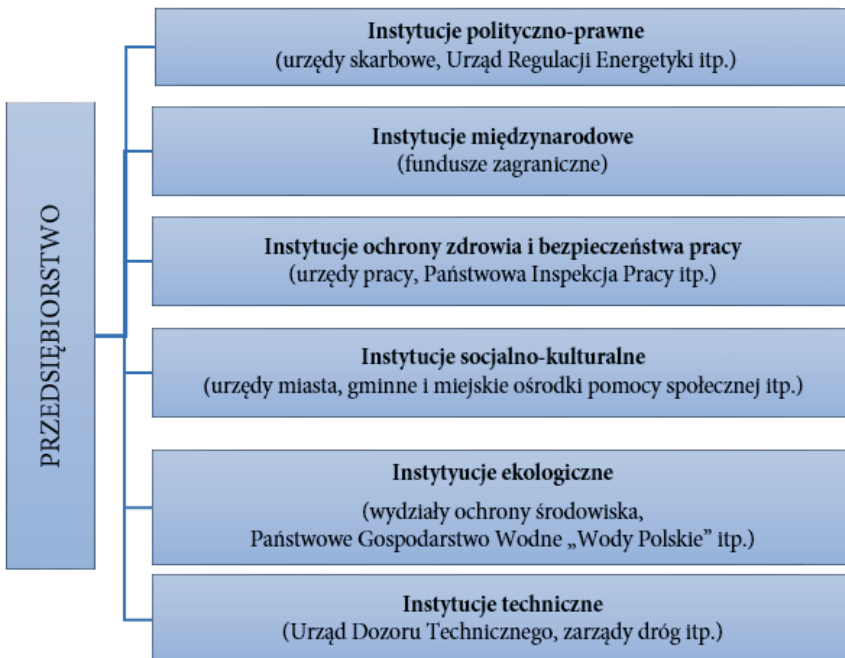 PRZEDSIĘBIORSTWO
Instytucje polityczno-prawne
(urzędy skarbowe, Urząd Regulacji Energetyki itp.)
Instytucje międzynarodowe
(fundusze zagraniczne)
Instytucje ochrony zdrowia i bezpieczeństwa pracy
(urzędy pracy, Państwowa Inspekcja Pracy itp.)
Instytucje socjalno-kulturalne
(urzędy miasta, gminne i miejskie ośrodki pomocy społecznej itp.)
Instytyucje ekologiczne
(wydziały ochrony środowiska,
Państwowe Gospodarstwo Wodne „Wody Polskie” itp.)
Instytucje techniczne
(Urząd Dozoru Technicznego, zarządy dróg itp.)